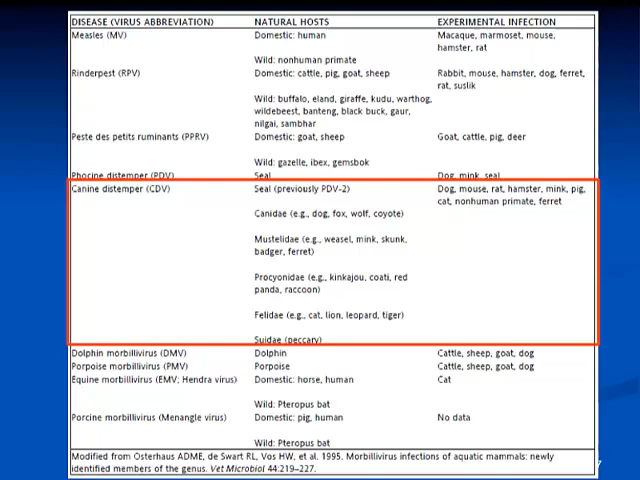 DISEASE (VIRUS ABBREVIATION) NATURAL HOSTS EXPERIMENTAL INFECTION
Measles (MV) Domestic: human Macaque, marmoset, mouse,
hamster, rat
Wild: nonhuman primate
Rinderpest (RPV) Domestic: cattle, pig, goat, sheep Rabbit, mouse, hamster, dog, ferret,
rat, suslik
Wild: buffalo, eland, giraffe, kudu, warthog,
wildebeest, banteng, black buck, gaur,
nilgai, sambhar
Peste des petits ruminants (PPRV) Domestic: goat, sheep Goat, cattle, pig, deer
Wild: gazelle, ibex, gemsbok
Phocine distemper (PDV) Seal Dog, mink, seal
Canine distemper (CDV) Seal (previously PDV-2) Dog, mouse, rat, hamster, mink, pig,
cat, nonhuman primate, ferret
Canidae (e.g., dog, fox, wolf, coyote)
Mustelidae (e.g., weasel, mink, skunk,
badger, ferret)
Procyonidae (e.g., kinkajou, coati, red
panda, raccoon)
Felidae (e.g., cat, lion, leopard, tiger)
Suidae (peccary)
Dolphin morbillivirus (DMV) Dolphin Cattle, sheep, goat, dog
Porpoise morbillivirus (PMV) Porpoise Cattle, sheep, goat, dog
Equine morbillivirus (EMV; Hendra virus) Domestic: horse, human Cat
Wild: Pteropus bat
Porcine morbillivirus (Menangle virus) Domestic: pig, human No data
Wild: Pteropus bat
Modified from Osterhaus ADME, de Swart RL, Vos HW, et al. 1995. Morbillivirus infections of aquatic mammals: newly
identified members of the genus. Vet Microbiol 44:219–227.